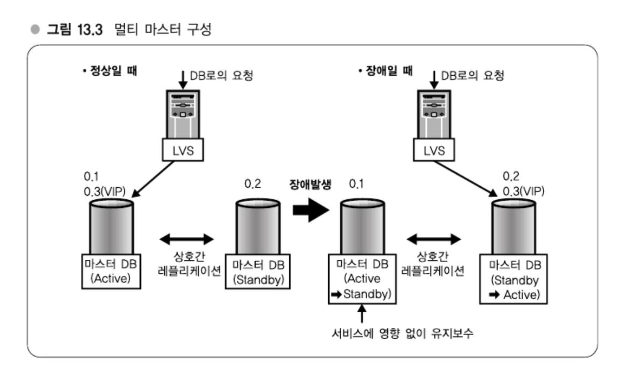 그림 13.3 멀티 마스터 구성
• 정상일 때
DB로의 요청
LVS
0.1
0.3(VIP)
0.2
마스터 DB
(Active)
상호간
레플리케이션
마스터 DB
(Standby)
장애발생
• 장애일 때
DB로의 요청
LVS
0.1
0.2
0.3(VIP)
마스터 DB
(Active
➡Standby)
상호간
레플리케이션
마스터 DB
(Standby
➡ Active)
서비스에 영향 없이 유지보수